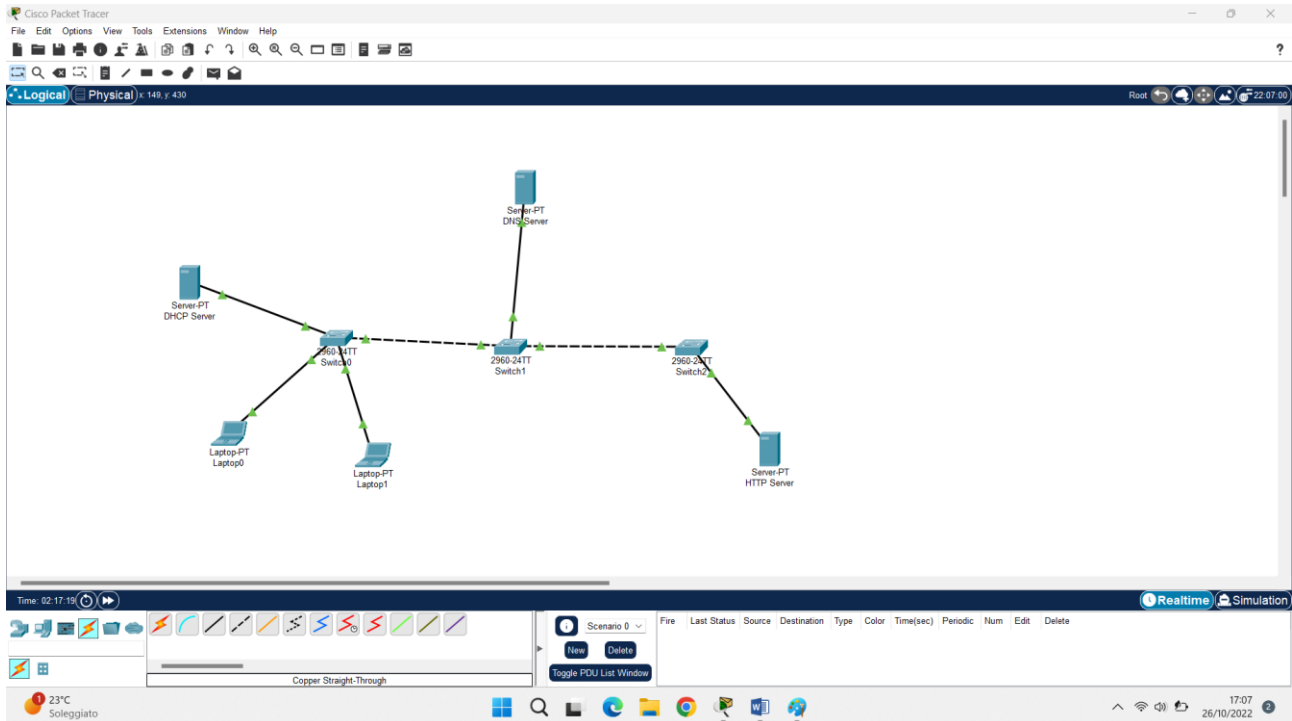 Cisco Packet Tracer
File Edit Options View Tools Extensions Window Help
?
Logical Physical x: 149, y: 430 Root 22:07:00
Server-PT
DNS Server
Server-PT
DHCP Server
2960-24TT
Switch0
2960-24TT
Switch1
2960-24TT
Switch2
Laptop-PT
Laptop0
Laptop-PT
Laptop1
Server-PT
HTTP Server
Time: 02:17:19 Realtime Simulation
Scenario 0 Fire Last Status Source Destination Type Color Time(sec) Periodic Num Edit Delete
New Delete
Toggle PDU List Window
Copper Straight-Through
1 23°C
Soleggiato
17:07
26/10/2022
2